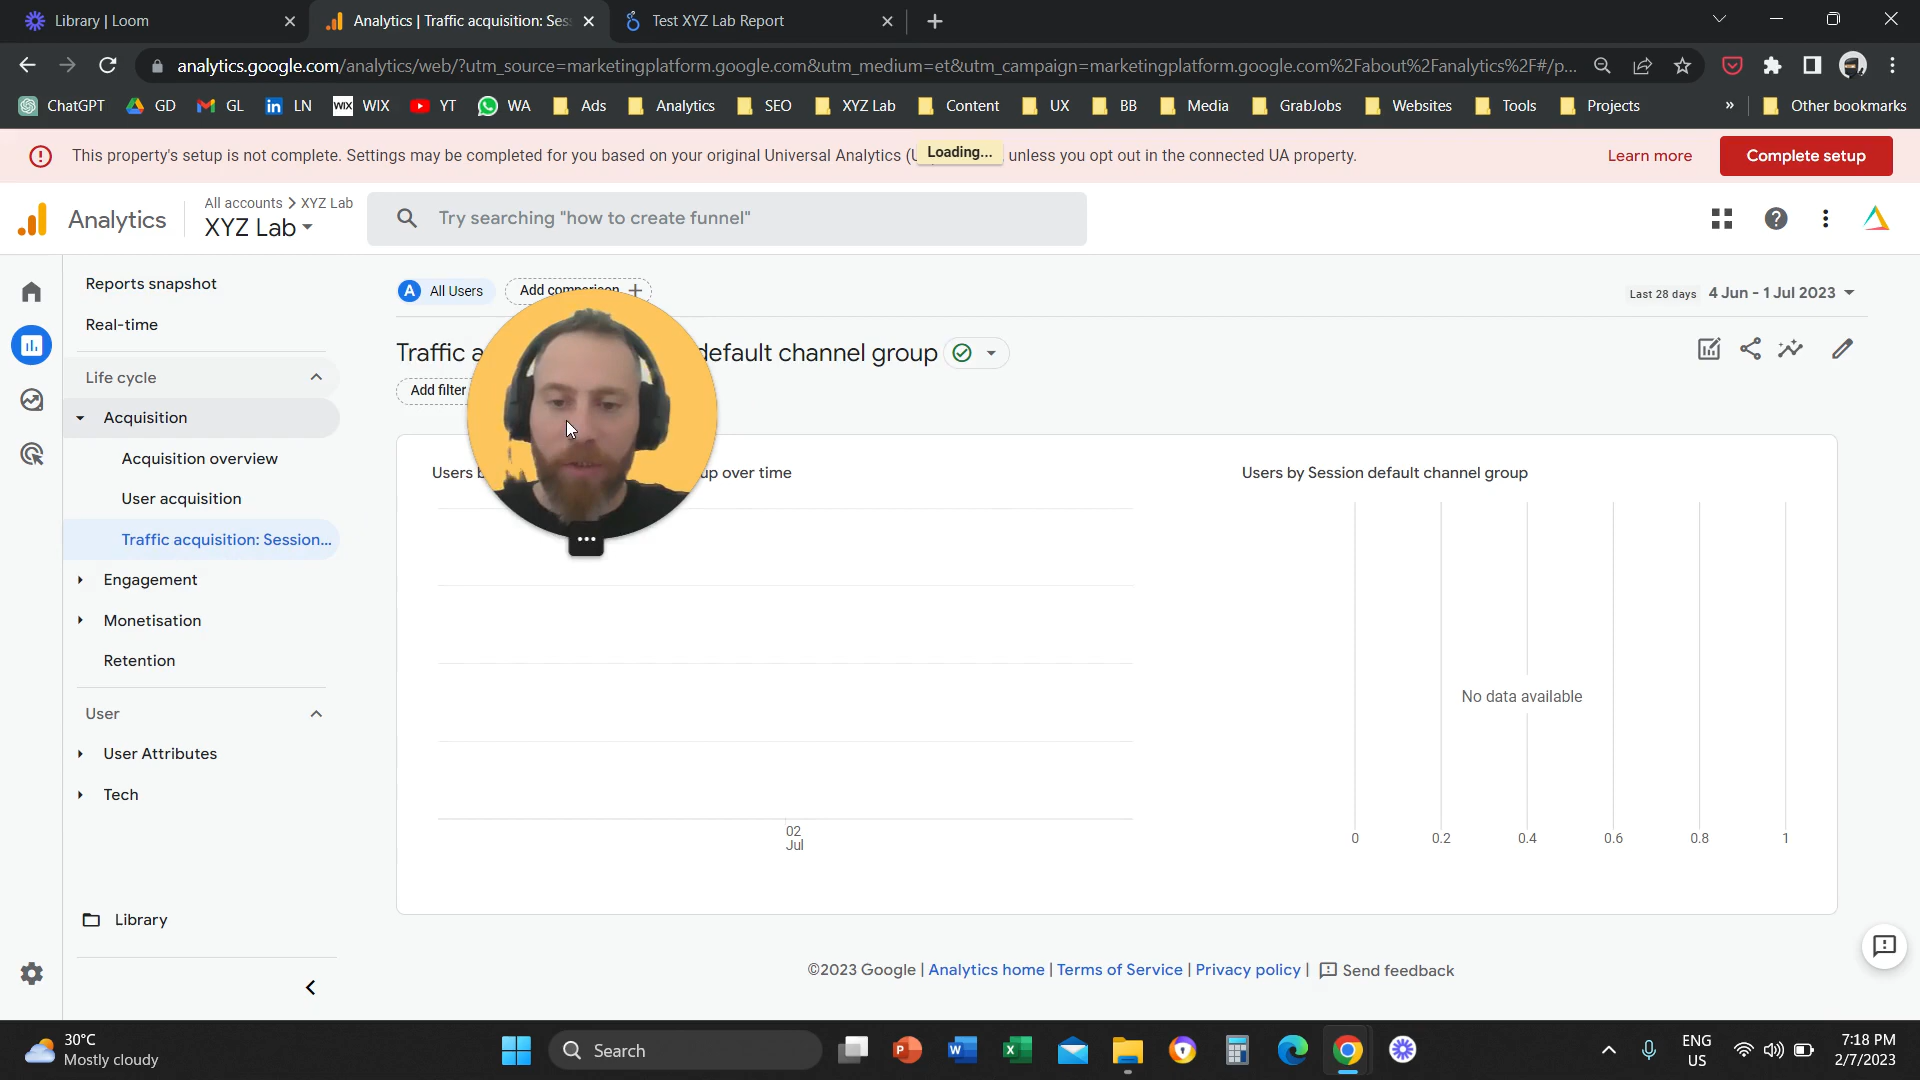 Library | Loom
Analytics | Traffic acquisition: Sess
Test XYZ Lab Report
analytics.google.com/analytics/web/?utm_source=marketingplatform.google.com&utm_medium=et&utm_campaign=marketingplatform.google.com%2Fabout%2Fanalytics%2F#/p...
ChatGPT GD GL LN WIX YT WA Ads Analytics SEO XYZ Lab Content UX BB Media GrabJobs Websites Tools Projects » Other bookmarks
This property's setup is not complete. Settings may be completed for you based on your original Universal Analytics (U Loading... unless you opt out in the connected UA property. Learn more Complete setup
Analytics
All accounts > XYZ Lab
XYZ Lab
Try searching "how to create funnel"
Reports snapshot
Real-time
Life cycle
Acquisition
Acquisition overview
User acquisition
Traffic acquisition: Session...
Engagement
Monetisation
Retention
User
User Attributes
Tech
Library
A All Users
Add comparison +
Last 28 days 4 Jun - 1 Jul 2023
Traffic a default channel group
Add filter
Users b up over time
02
Jul
Users by Session default channel group
No data available
0 0.2 0.4 0.6 0.8 1
©2023 Google | Analytics home | Terms of Service | Privacy policy | Send feedback
30°C
Mostly cloudy
Search
ENG
US
7:18 PM
2/7/2023